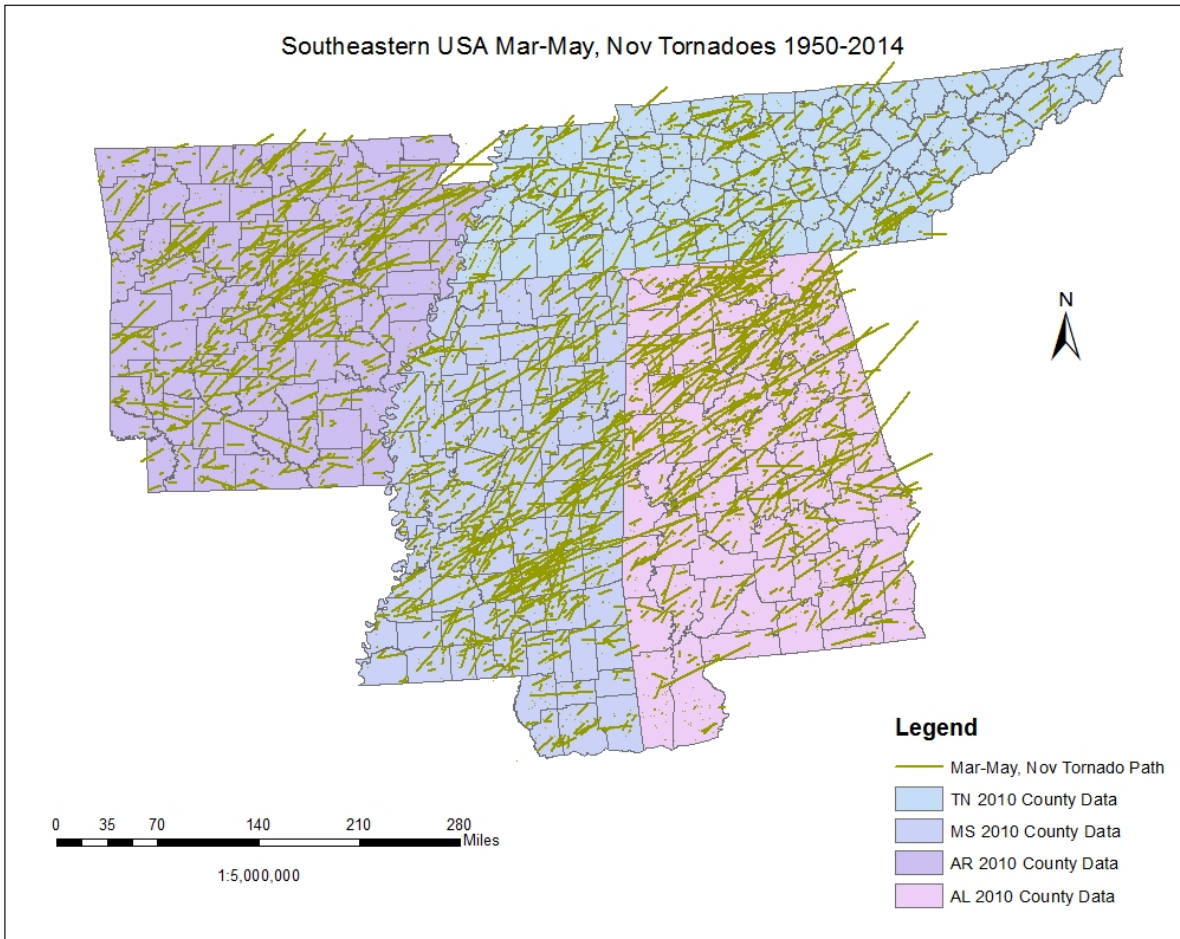 Southeastern USA Mar-May, Nov Tornadoes 1950-2014
N
Legend
Mar-May, Nov Tornado Path
TN 2010 County Data
MS 2010 County Data
AR 2010 County Data
AL 2010 County Data
0 35 70 140 210 280
Miles
1:5,000,000